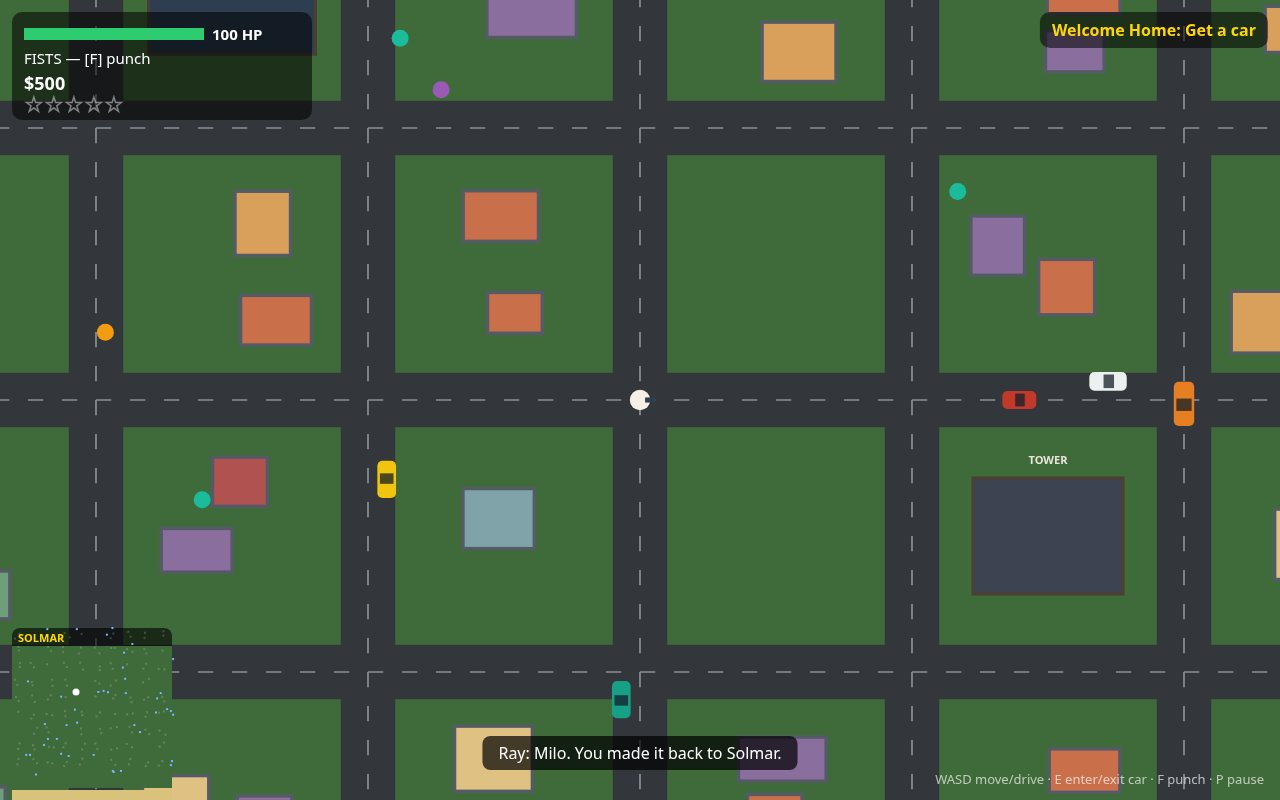 100 HP
FISTS — [F] punch
$500
☆☆☆☆☆
Welcome Home: Get a car
TOWER
SOLMAR
Ray: Milo. You made it back to Solmar.
WASD move/drive · E enter/exit car · F punch · P pause